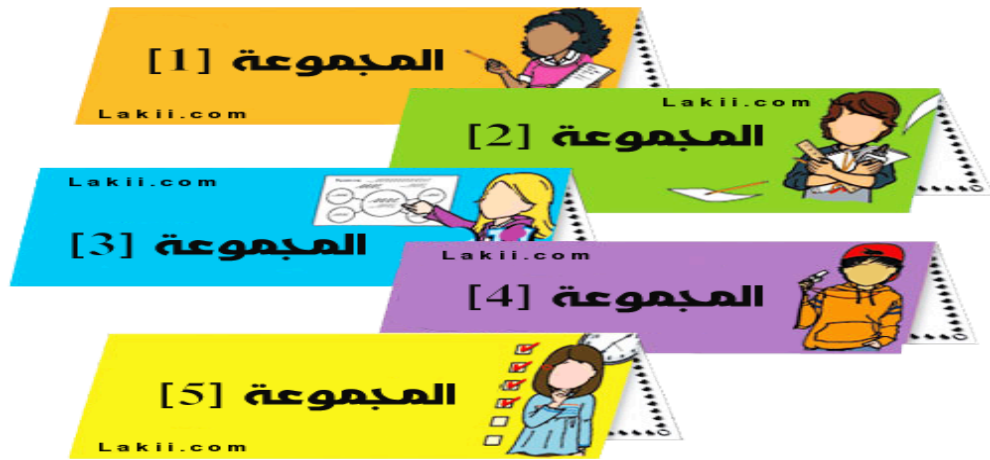 المجموعة [1]
Lakii.com
Lakii.com
المجموعة [2]
Lakii.com
المجموعة [3]
Lakii.com
المجموعة [4]
المجموعة [5]
Lakii.com